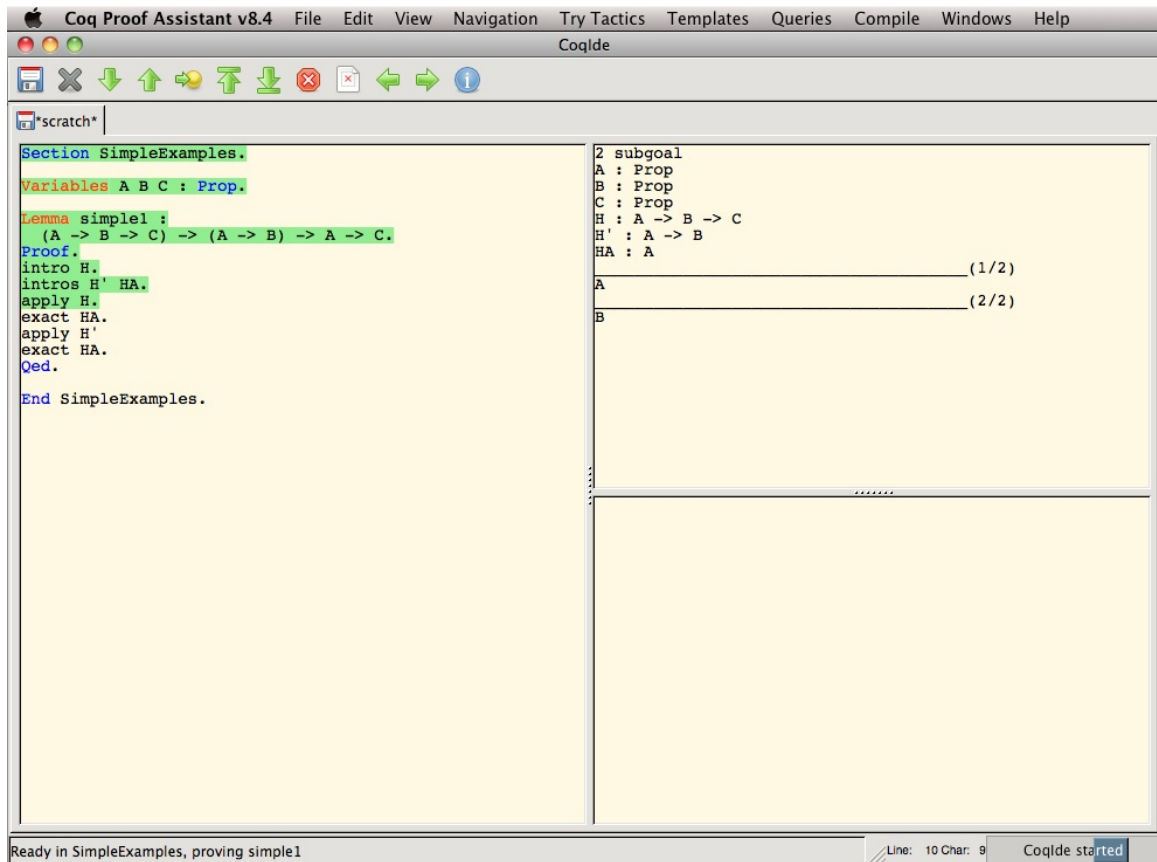 Coq Proof Assistant v8.4 File Edit View Navigation Try Tactics Templates Queries Compile Windows Help
CoqIde
*scratch*
Section SimpleExamples.
Variables A B C : Prop.
Lemma simple1 :
(A -> B -> C) -> (A -> B) -> A -> C.
Proof.
intro H.
intros H' HA.
apply H.
exact HA.
apply H'
exact HA.
Qed.
End SimpleExamples.
2 subgoal
A : Prop
B : Prop
C : Prop
H : A -> B -> C
H' : A -> B
HA : A
______________________________________(1/2)
A
______________________________________(2/2)
B
Ready in SimpleExamples, proving simple1
Line: 10 Char: 9
CoqIde started